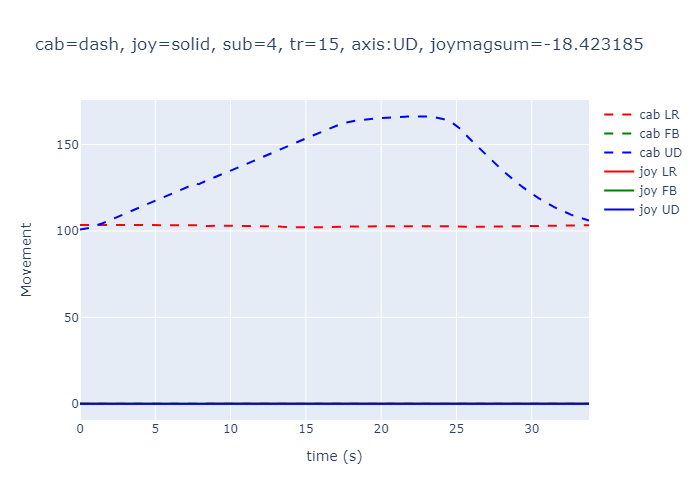 cab=dash, joy=solid, sub=4, tr=15, axis:UD, joymagsum=-18.423185
cab LR
cab FB
cab UD
joy LR
joy FB
joy UD
Movement
150
100
50
0
0 5 10 15 20 25 30
time (s)